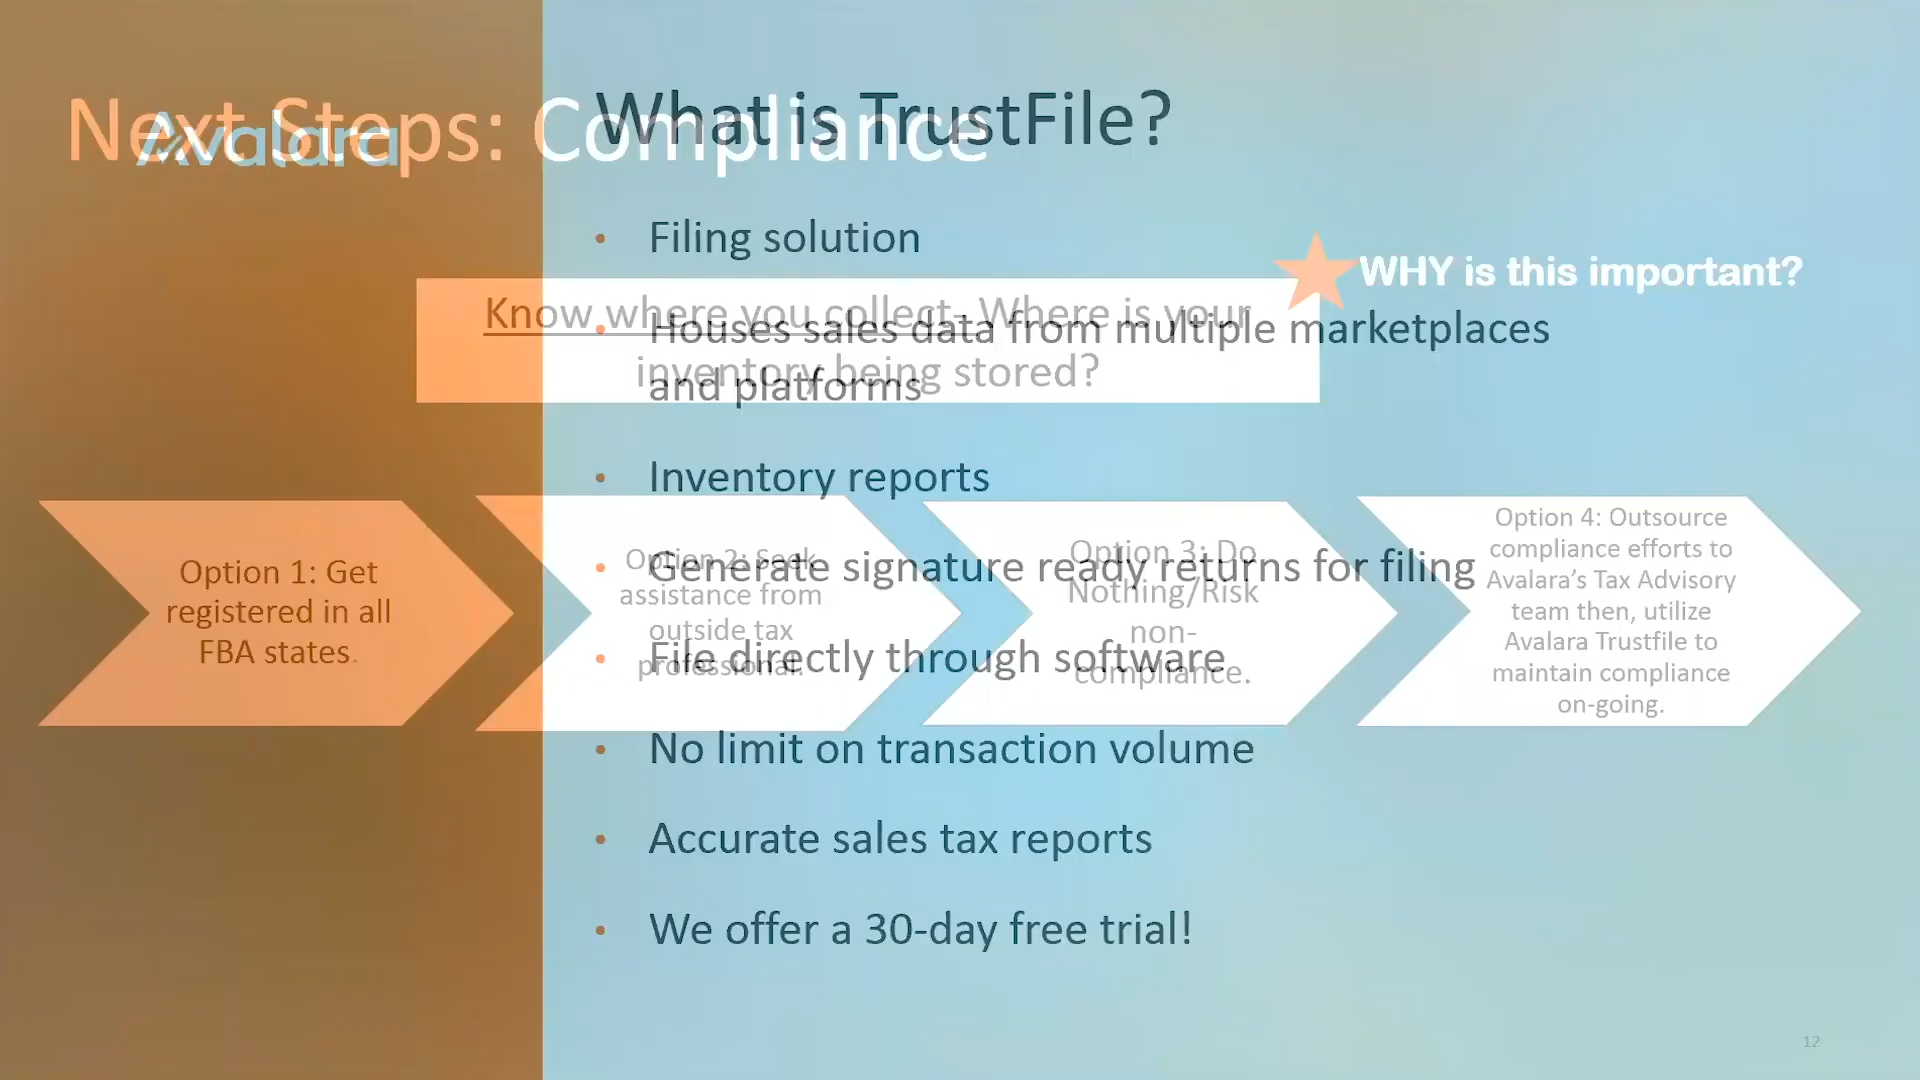 Next Steps: Compliance
Avalara
What is TrustFile?
• Filing solution
WHY is this important?
Know where you collect- Where is your
inventory being stored?
• Houses sales data from multiple marketplaces
and platforms
• Inventory reports
• Generate signature ready returns for filing
• File directly through software
• No limit on transaction volume
• Accurate sales tax reports
• We offer a 30-day free trial!
Option 1: Get
registered in all
FBA states.
Option 2: Seek
assistance from
outside tax
professional.
Option 3: Do
Nothing/Risk
non-
compliance.
Option 4: Outsource
compliance efforts to
Avalara’s Tax Advisory
team then, utilize
Avalara Trustfile to
maintain compliance
on-going.
12